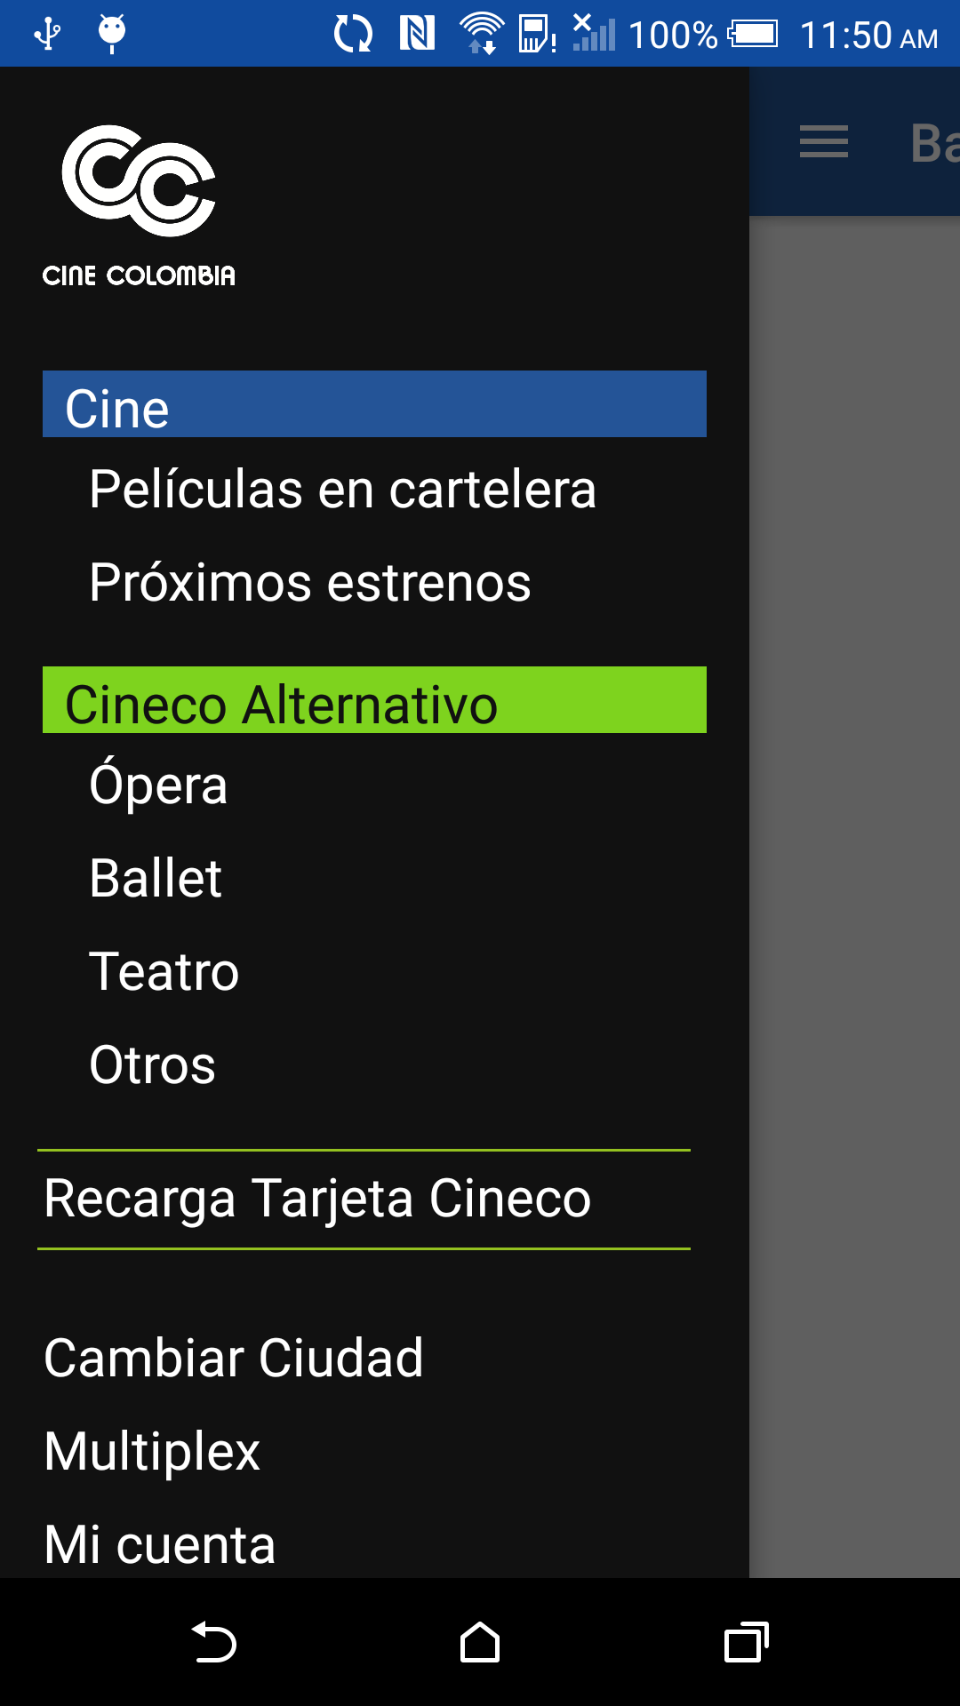 100% 11:50 AM
Ba
CINE COLOMBIA
Cine
Películas en cartelera
Próximos estrenos
Cineco Alternativo
Ópera
Ballet
Teatro
Otros
Recarga Tarjeta Cineco
Cambiar Ciudad
Multiplex
Mi cuenta